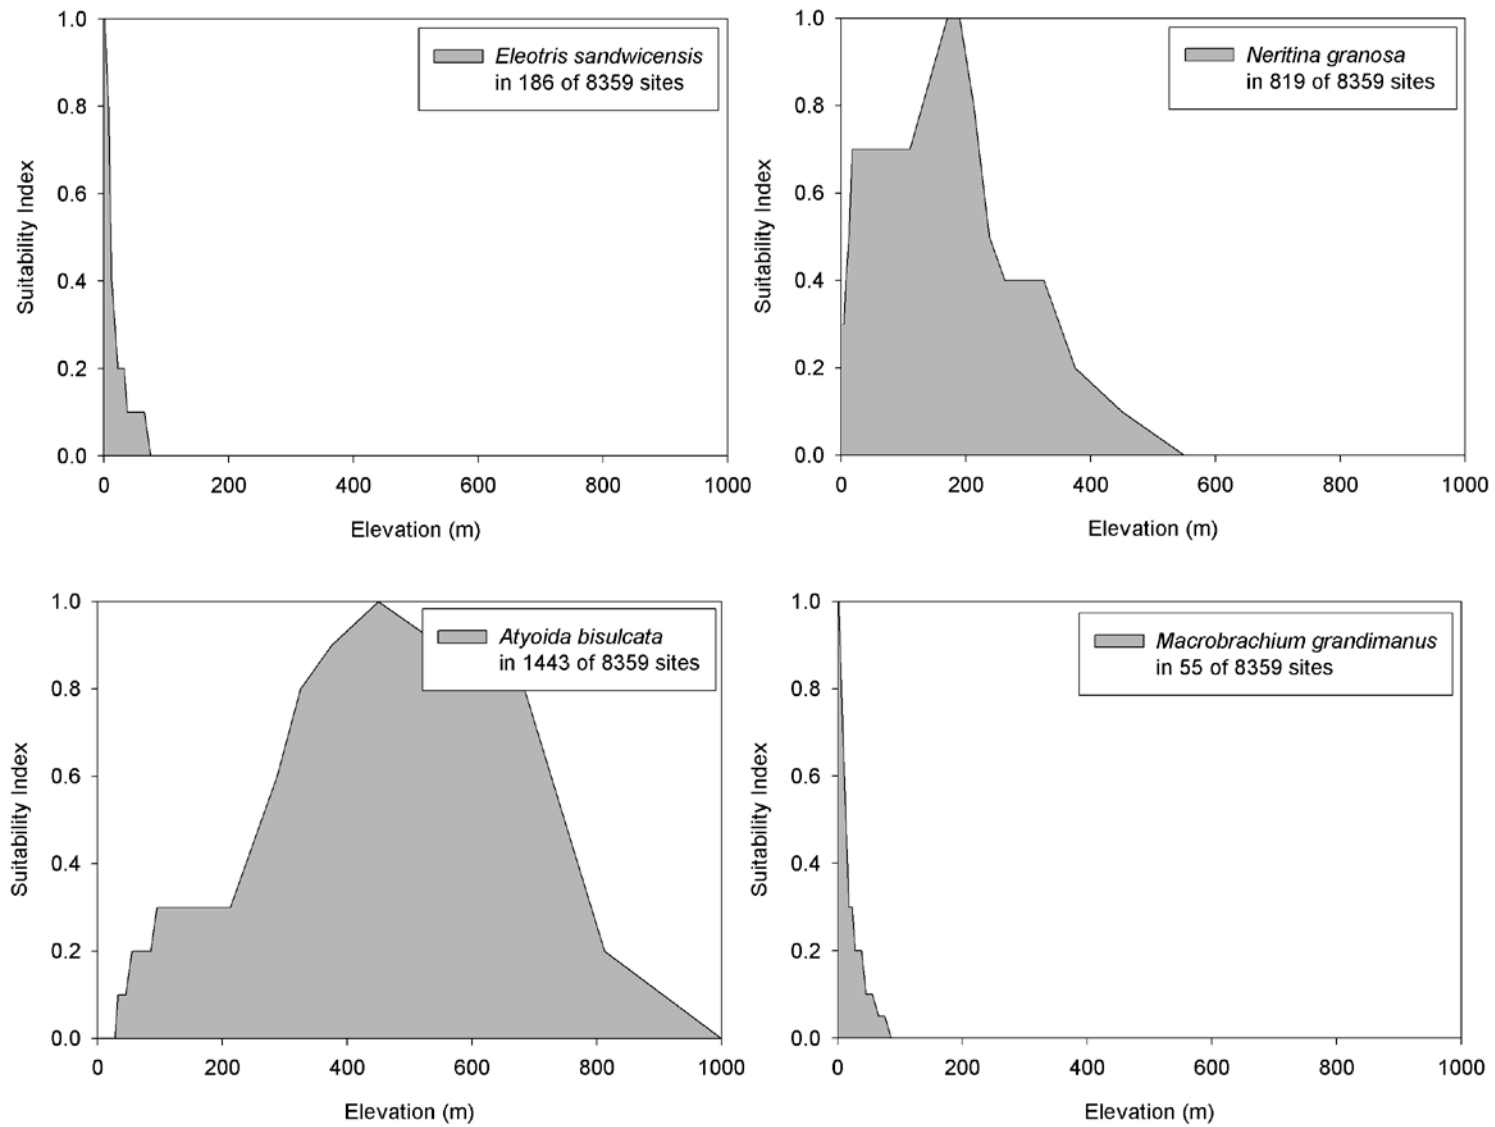 Eleotris sandwicensis
in 186 of 8359 sites
1.0
0.8
0.6
0.4
0.2
0.0
Suitability Index
0 200 400 600 800 1000
Elevation (m)
Neritina granosa
in 819 of 8359 sites
1.0
0.8
0.6
0.4
0.2
0.0
Suitability Index
0 200 400 600 800 1000
Elevation (m)
Atyoida bisulcata
in 1443 of 8359 sites
1.0
0.8
0.6
0.4
0.2
0.0
Suitability Index
0 200 400 600 800 1000
Elevation (m)
Macrobrachium grandimanus
in 55 of 8359 sites
1.0
0.8
0.6
0.4
0.2
0.0
Suitability Index
0 200 400 600 800 1000
Elevation (m)